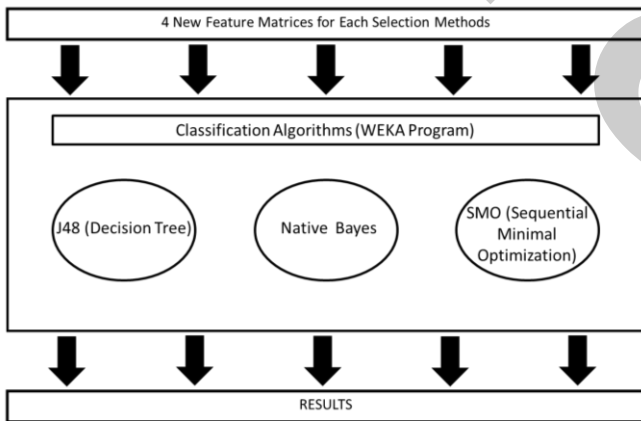 4 New Feature Matrices for Each Selection Methods
Classification Algorithms (WEKA Program)
J48 (Decision Tree)
Native Bayes
SMO (Sequential
Minimal
Optimization)
RESULTS